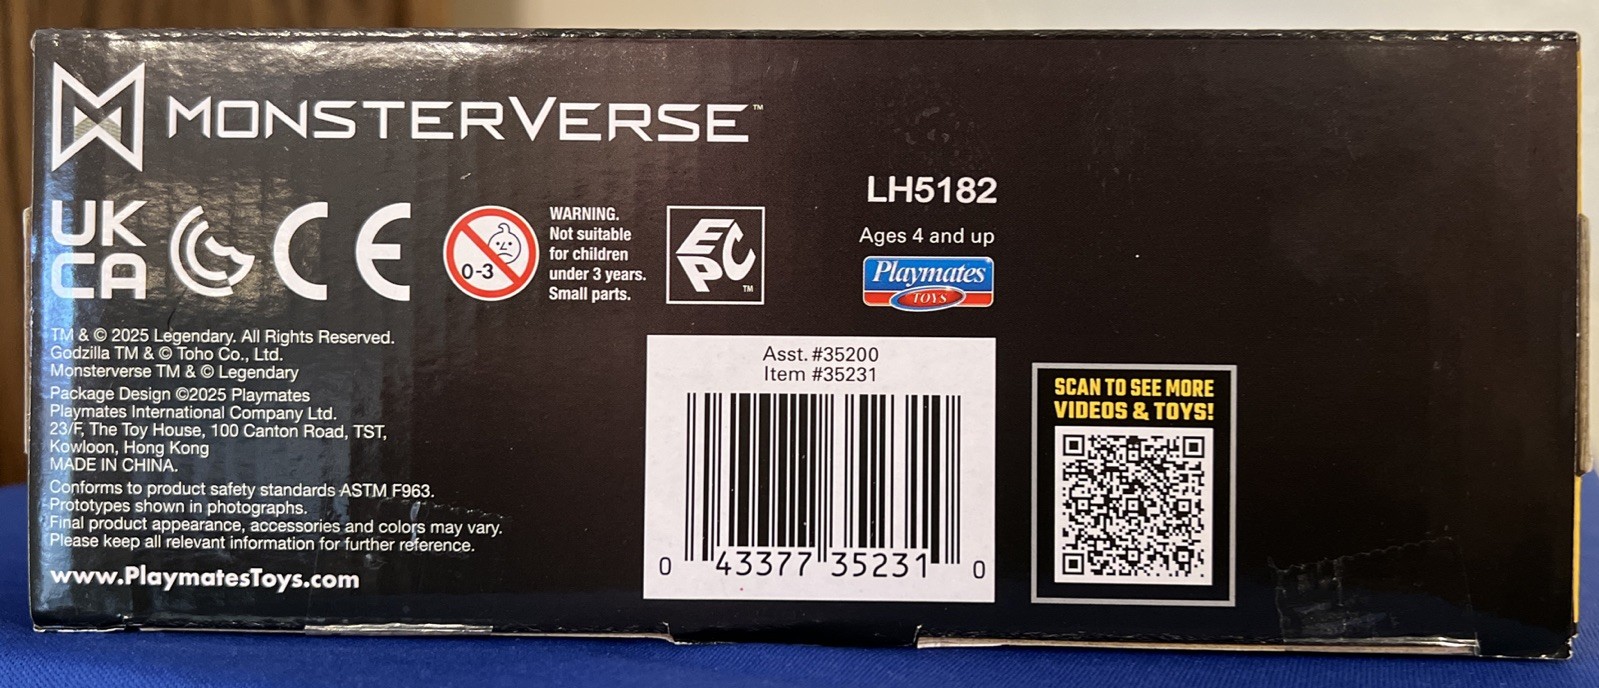 MONSTERVERSE™
UK
CA
CE
0-3
WARNING.
Not suitable
for children
under 3 years.
Small parts.
EPC
TM
LH5182
Ages 4 and up
Playmates
TOYS
TM & © 2025 Legendary. All Rights Reserved.
Godzilla TM & © Toho Co., Ltd.
Monsterverse TM & © Legendary
Package Design ©2025 Playmates
Playmates International Company Ltd.
23/F, The Toy House, 100 Canton Road, TST,
Kowloon, Hong Kong
MADE IN CHINA.
Conforms to product safety standards ASTM F963.
Prototypes shown in photographs.
Final product appearance, accessories and colors may vary.
Please keep all relevant information for further reference.
www.PlaymatesToys.com
Asst. #35200
Item #35231
0 43377 35231 0
SCAN TO SEE MORE
VIDEOS & TOYS!